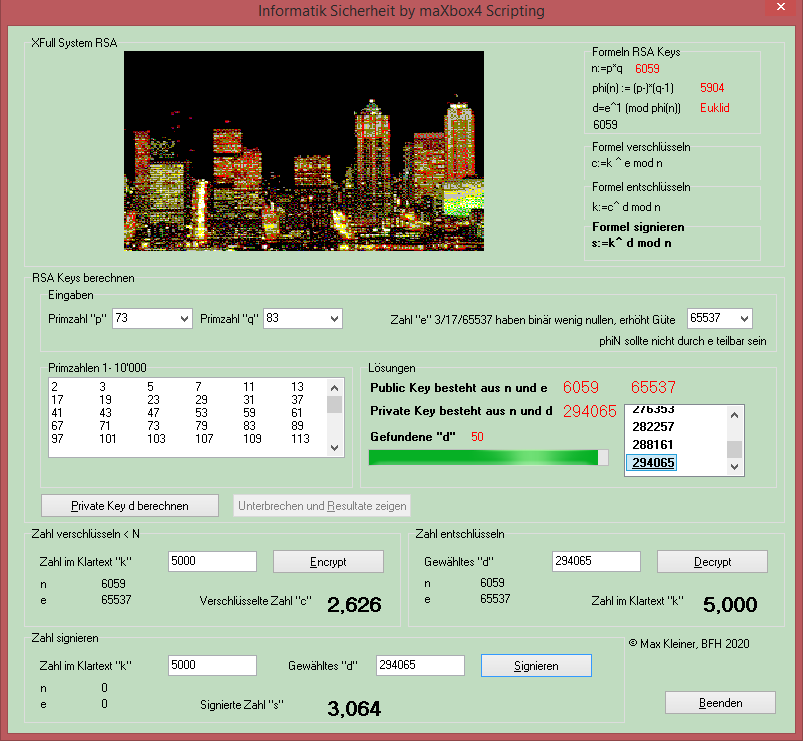 Informatik Sicherheit by maXbox4 Scripting
XFull System RSA
Formeln RSA Keys
n:=p*q 6059
phi(n) := (p-)*(q-1) 5904
d=e^1 (mod phi(n)) Euklid
6059
Formel verschlüsseln
c:=k ^ e mod n
Formel entschlüsseln
k:=c^ d mod n
Formel signieren
s:=k^ d mod n
RSA Keys berechnen
Eingaben
Primzahl "p" 73 Primzahl "q" 83 Zahl "e" 3/17/65537 haben binär wenig nullen, erhöht Güte 65537
phiN sollte nicht durch e teilbar sein
Primzahlen 1- 10'000
2 3 5 7 11 13
17 19 23 29 31 37
41 43 47 53 59 61
67 71 73 79 83 89
97 101 103 107 109 113
Lösungen
Public Key besteht aus n und e 6059 65537
Private Key besteht aus n und d 294065
Gefundene "d" 50
276353
282257
288161
294065
Private Key d berechnen
Unterbrechen und Resultate zeigen
Zahl verschlüsseln < N
Zahl im Klartext "k" 5000 Encrypt
n 6059
e 65537 Verschlüsselte Zahl "c" 2,626
Zahl entschlüsseln
Gewähltes "d" 294065 Decrypt
n 6059
e 65537 Zahl im Klartext "k" 5,000
Zahl signieren
Zahl im Klartext "k" 5000 Gewähltes "d" 294065 Signieren
n 0
e 0 Signierte Zahl "s" 3,064
© Max Kleiner, BFH 2020
Beenden